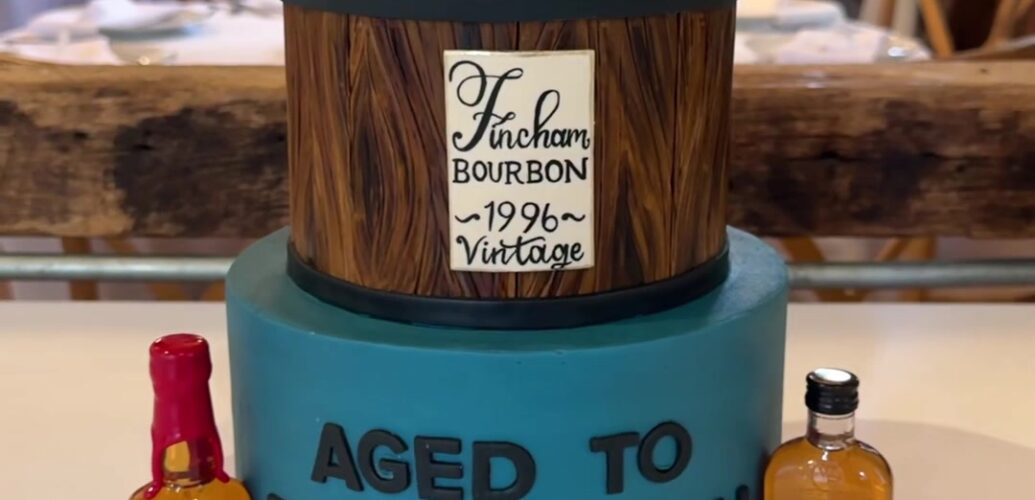 Fincham
BOURBON
~1996~
Vintage
AGED TO